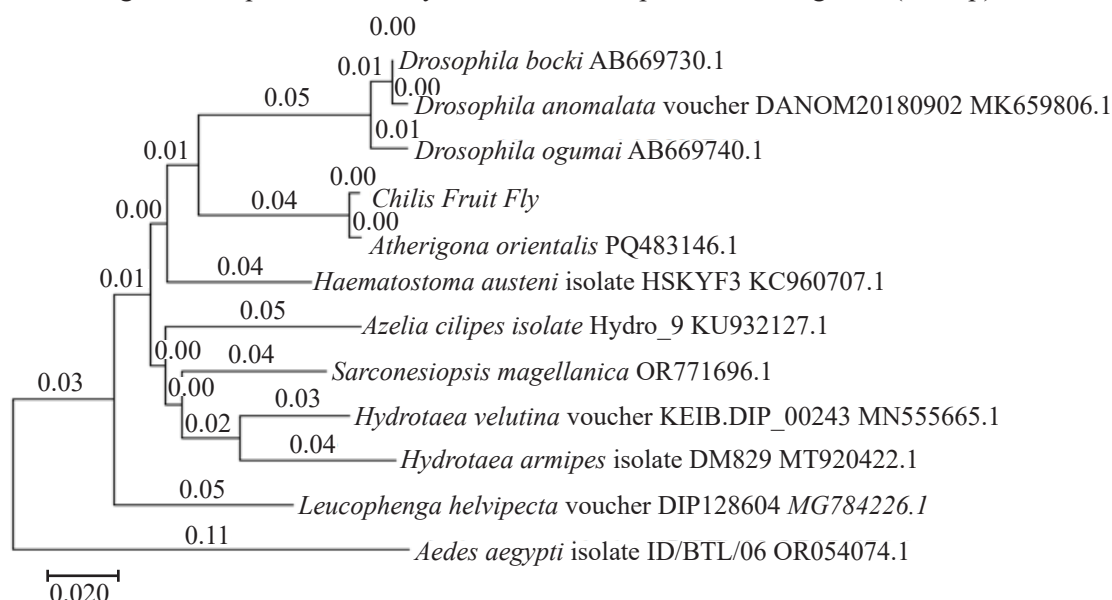 0.00
0.01 Drosophila bocki AB669730.1
0.00
0.05 Drosophila anomalata voucher DANOM20180902 MK659806.1
0.01
0.01 Drosophila ogumai AB669740.1
0.00
0.04 Chilis Fruit Fly
0.00 0.00
Atherigona orientalis PQ483146.1
0.01 0.04 Haematostoma austeni isolate HSKYF3 KC960707.1
0.05
Azelia cilipes isolate Hydro_9 KU932127.1
0.00 0.04
Sarconesiopsis magellanica OR771696.1
0.03 0.00 0.03
0.02 Hydrotaea velutina voucher KEIB.DIP_00243 MN555665.1
0.04
Hydrotaea armipes isolate DM829 MT920422.1
0.05
Leucophenga helvipecta voucher DIP128604 MG784226.1
0.11
Aedes aegypti isolate ID/BTL/06 OR054074.1
0.020